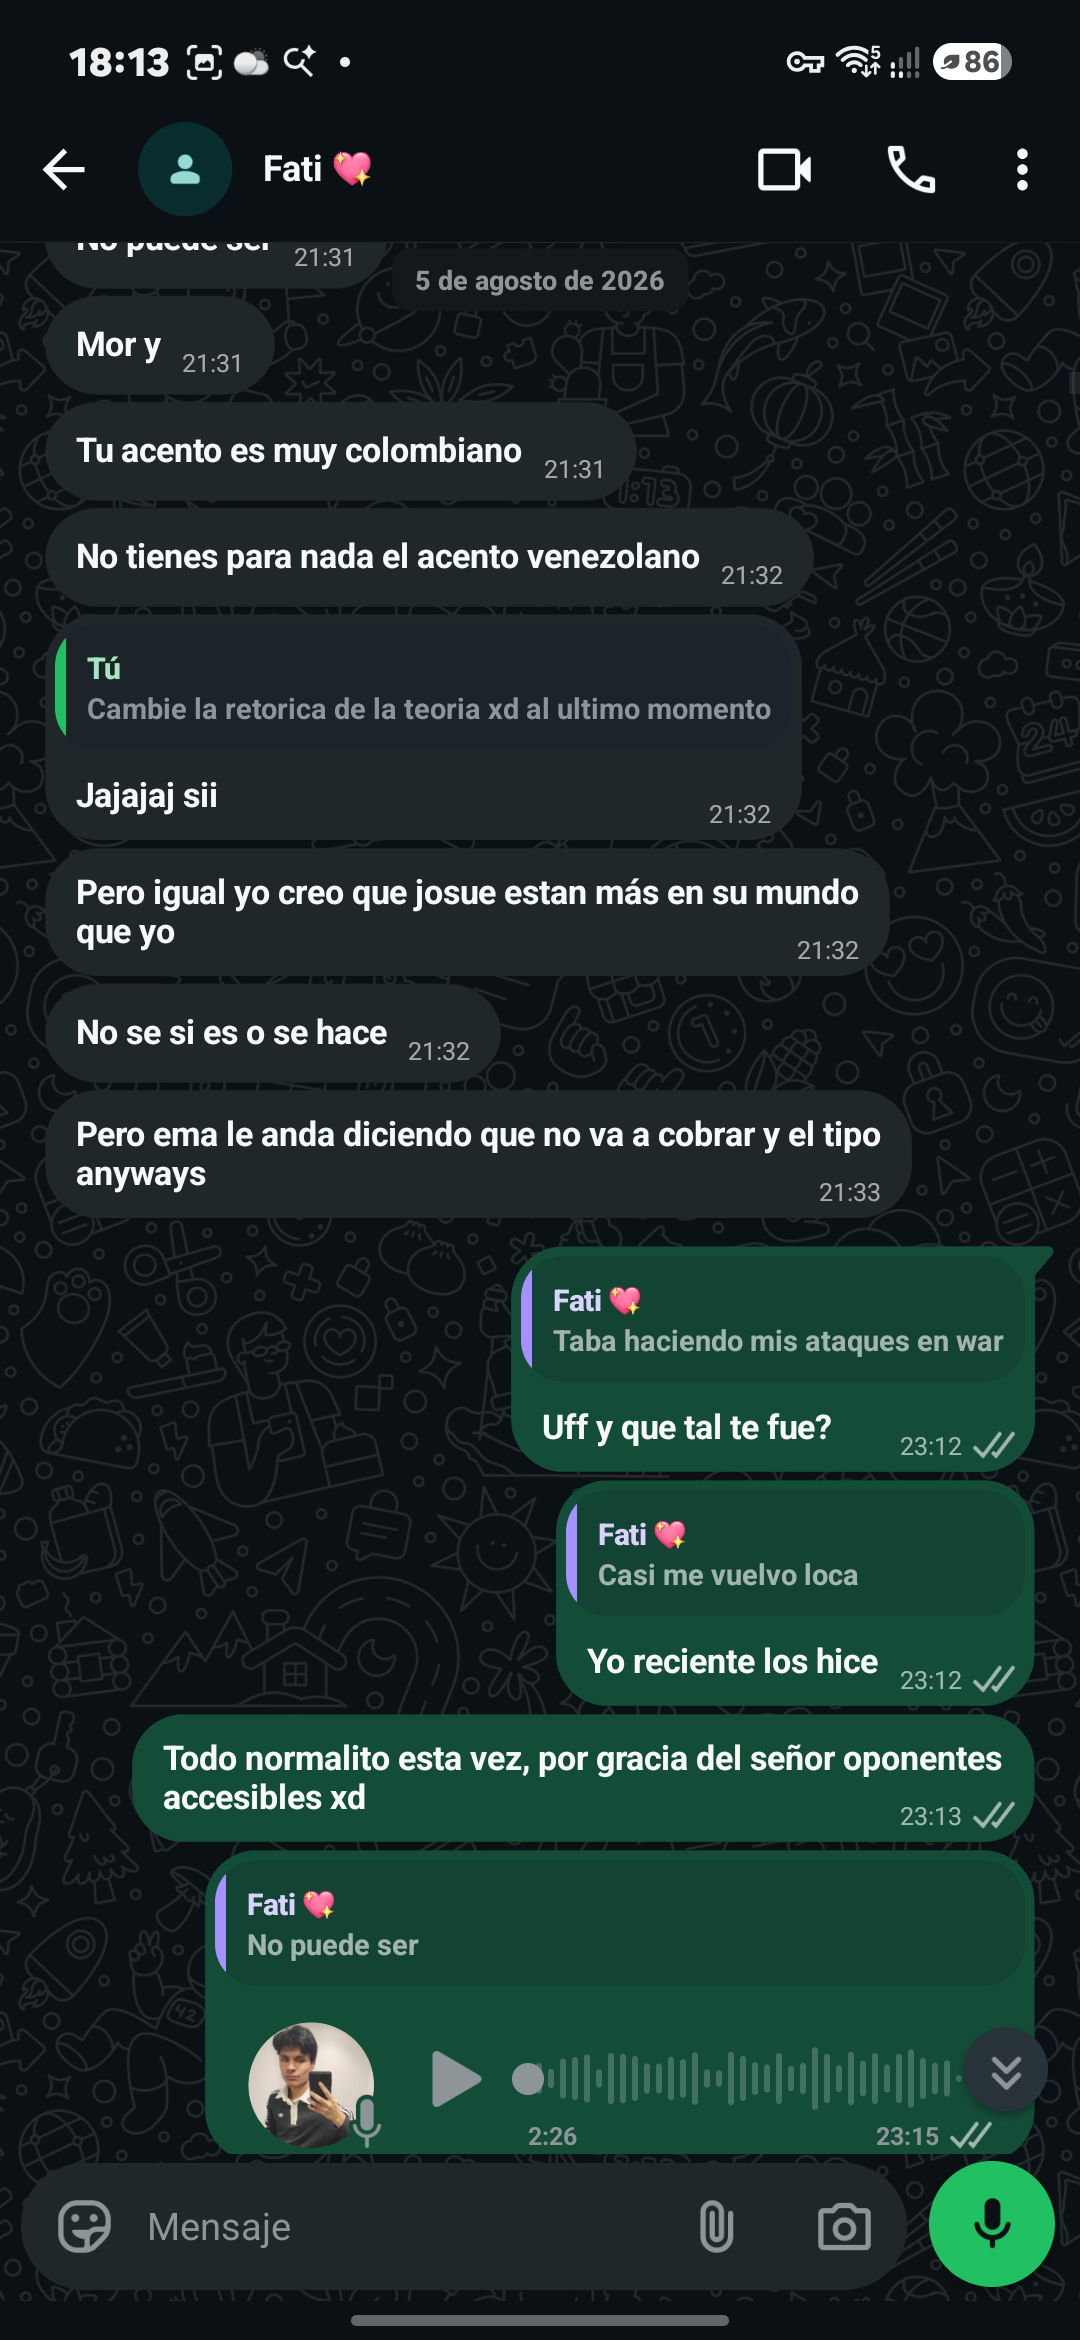 18:13
5
86
Fati 💖
No puede ser 21:31
5 de agosto de 2026
Mor y 21:31
Tu acento es muy colombiano 21:31
No tienes para nada el acento venezolano 21:32
Tú
Cambie la retorica de la teoria xd al ultimo momento
Jajajaj sii 21:32
Pero igual yo creo que josue estan más en su mundo
que yo 21:32
No se si es o se hace 21:32
Pero ema le anda diciendo que no va a cobrar y el tipo
anyways 21:33
Fati 💖
Taba haciendo mis ataques en war
Uff y que tal te fue? 23:12
Fati 💖
Casi me vuelvo loca
Yo reciente los hice 23:12
Todo normalito esta vez, por gracia del señor oponentes
accesibles xd 23:13
Fati 💖
No puede ser
2:26 23:15
Mensaje